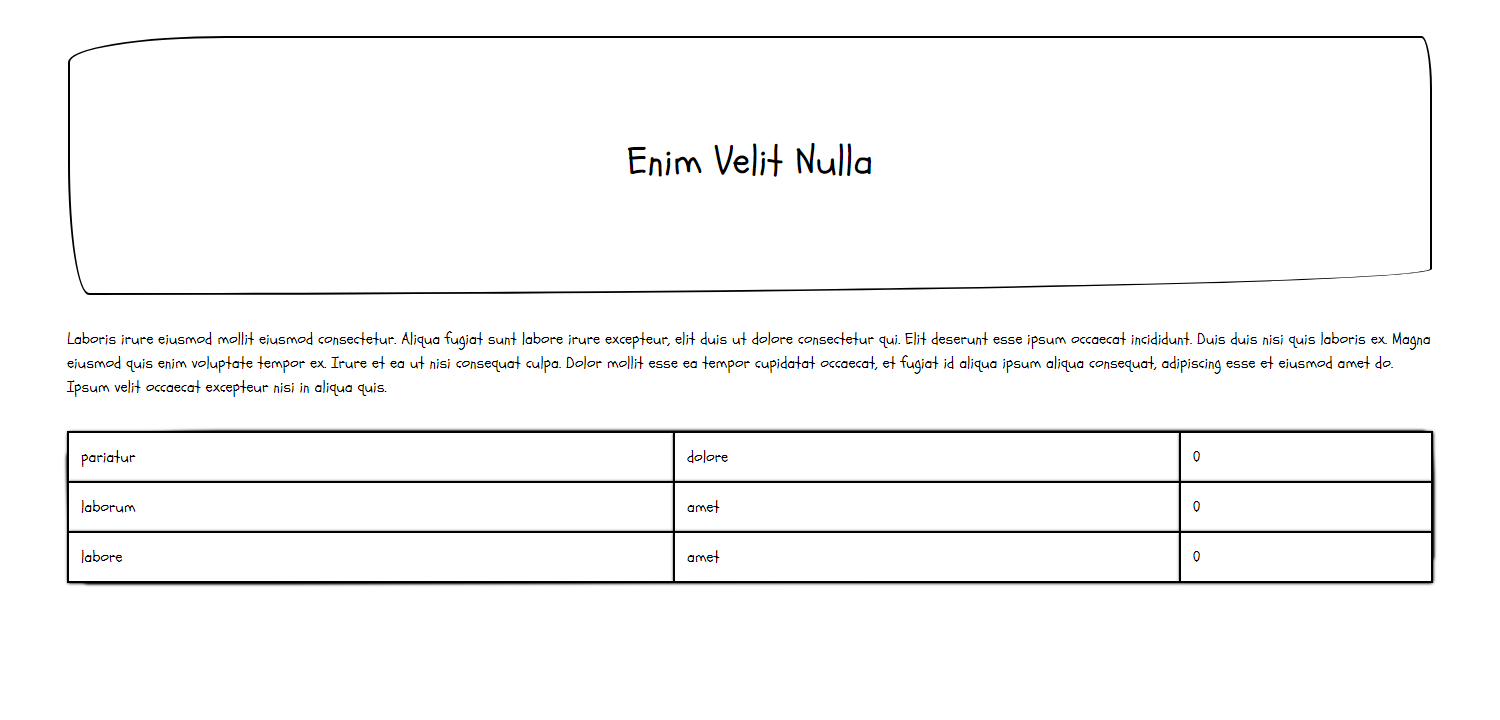 Enim Velit Nulla
Laboris irure eiusmod mollit eiusmod consectetur. Aliqua fugiat sunt labore irure excepteur, elit duis ut dolore consectetur qui. Elit deserunt esse ipsum occaecat incididunt. Duis duis nisi quis laboris ex. Magna
eiusmod quis enim voluptate tempor ex. Irure et ea ut nisi consequat culpa. Dolor mollit esse ea tempor cupidatat occaecat, et fugiat id aliqua ipsum aliqua consequat, adipiscing esse et eiusmod amet do.
Ipsum velit occaecat excepteur nisi in aliqua quis.
pariatur dolore 0
laborum amet 0
labore amet 0